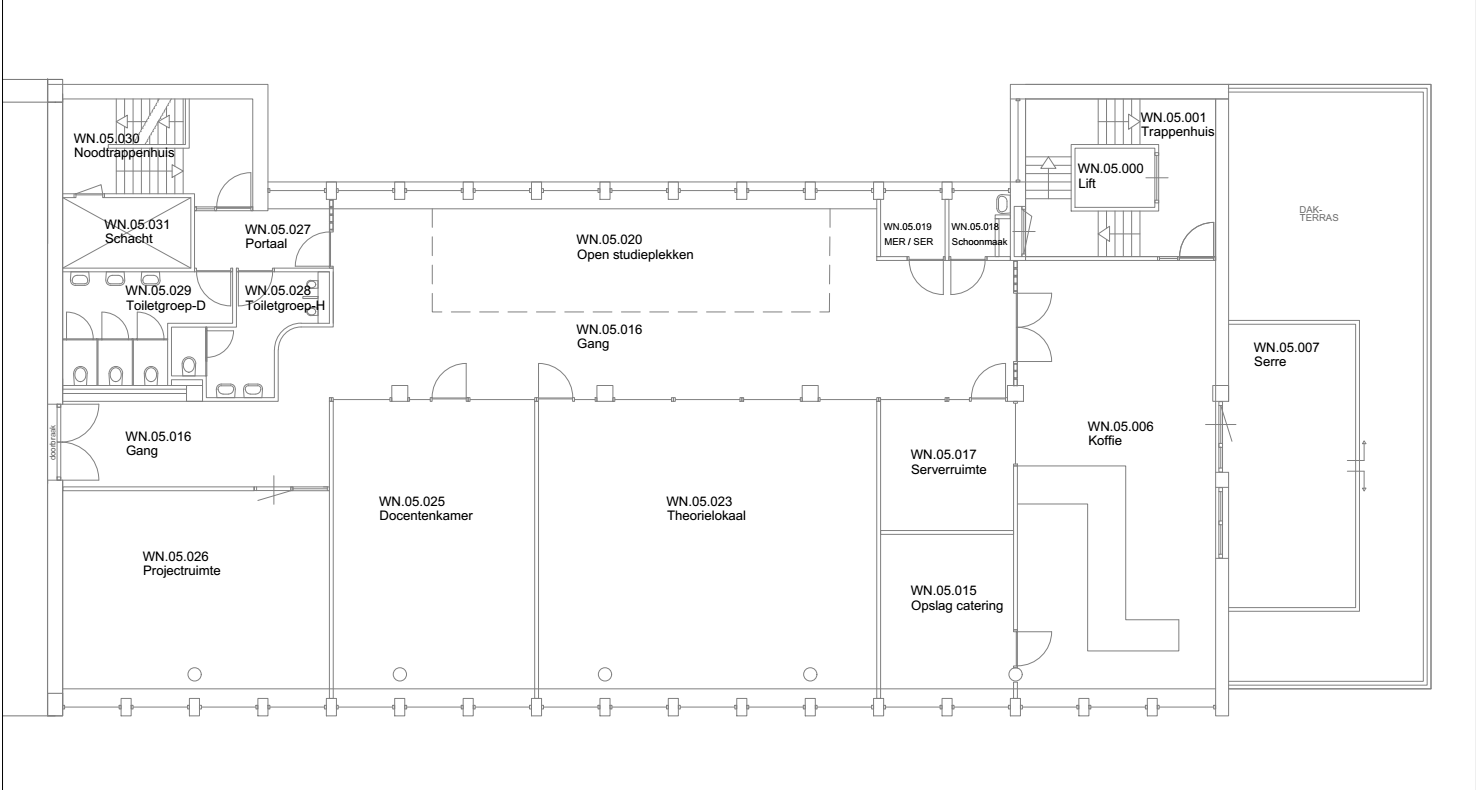 WN.05.030
Noodtrappenhuis
WN.05.001
Trappenhuis
WN.05.000
Lift
WN.05.031
Schacht
WN.05.027
Portaal
WN.05.020
Open studieplekken
WN.05.019
MER / SER
WN.05.018
Schoonmaak
DAK-
TERRAS
WN.05.029
Toiletgroep-D
WN.05.028
Toiletgroep-H
WN.05.016
Gang
WN.05.007
Serre
doorbraak
WN.05.016
Gang
WN.05.006
Koffie
WN.05.017
Serverruimte
WN.05.025
Docentenkamer
WN.05.023
Theorielokaal
WN.05.026
Projectruimte
WN.05.015
Opslag catering